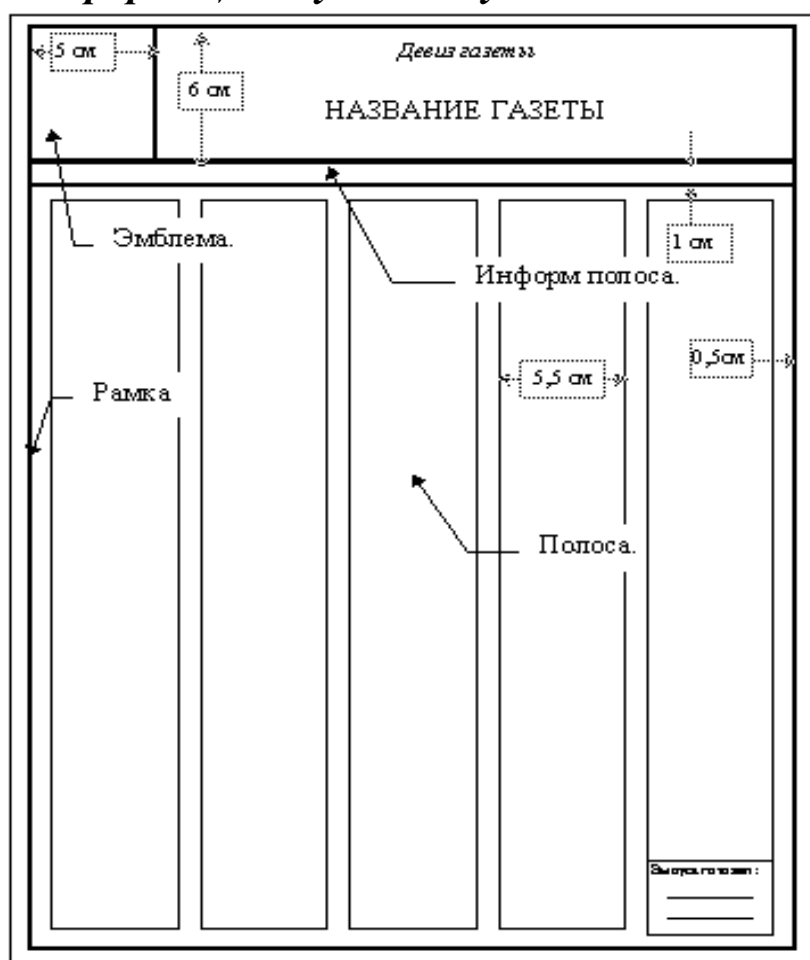 5 см
Девиз газеты
6 см
НАЗВАНИЕ ГАЗЕТЫ
Эмблема.
1 см
Информ полоса.
0,5см
5,5 см
Рамка
Полоса.